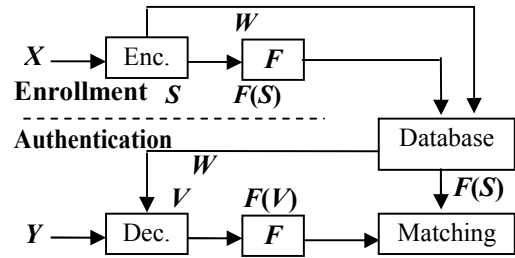 W
X Enc. F
Enrollment S F(S)
Authentication
Database
W
F(S)
V F(V)
Y Dec. F Matching